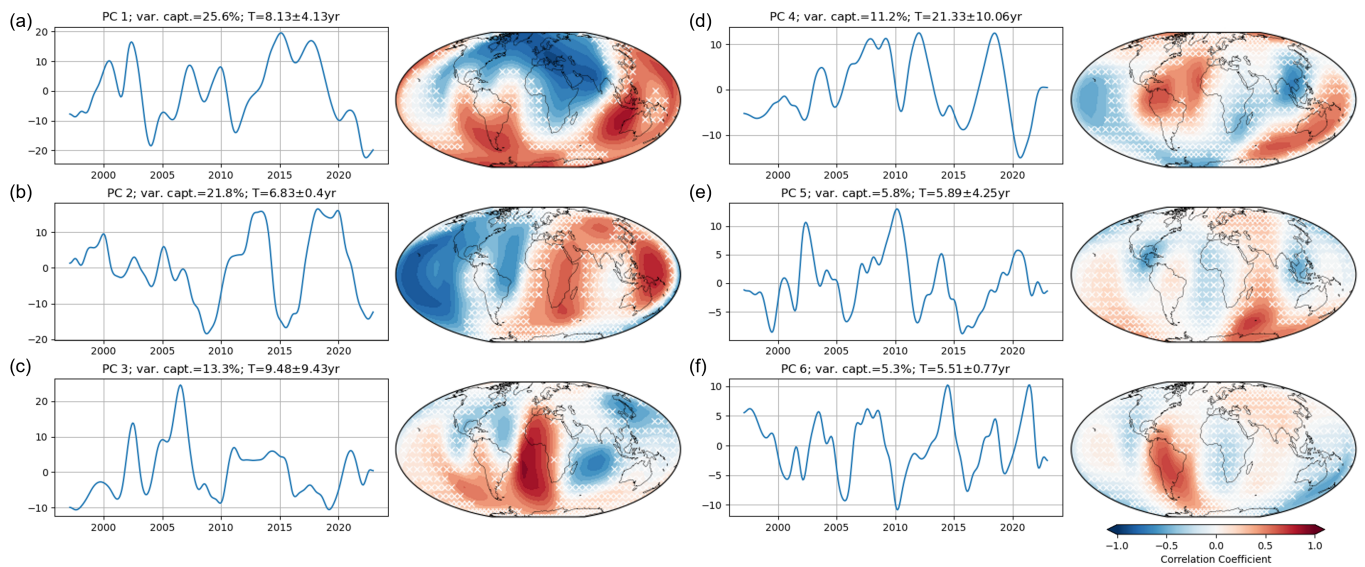 (a)
PC 1; var. capt.=25.6%; T=8.13±4.13yr
20
10
0
−10
−20
2000 2005 2010 2015 2020
(b)
PC 2; var. capt.=21.8%; T=6.83±0.4yr
10
0
−10
−20
2000 2005 2010 2015 2020
(c)
PC 3; var. capt.=13.3%; T=9.48±9.43yr
20
10
0
−10
2000 2005 2010 2015 2020
(d)
PC 4; var. capt.=11.2%; T=21.33±10.06yr
10
0
−10
2000 2005 2010 2015 2020
(e)
PC 5; var. capt.=5.8%; T=5.89±4.25yr
10
5
0
−5
2000 2005 2010 2015 2020
(f)
PC 6; var. capt.=5.3%; T=5.51±0.77yr
10
5
0
−5
−10
2000 2005 2010 2015 2020
−1.0 −0.5 0.0 0.5 1.0
Correlation Coefficient